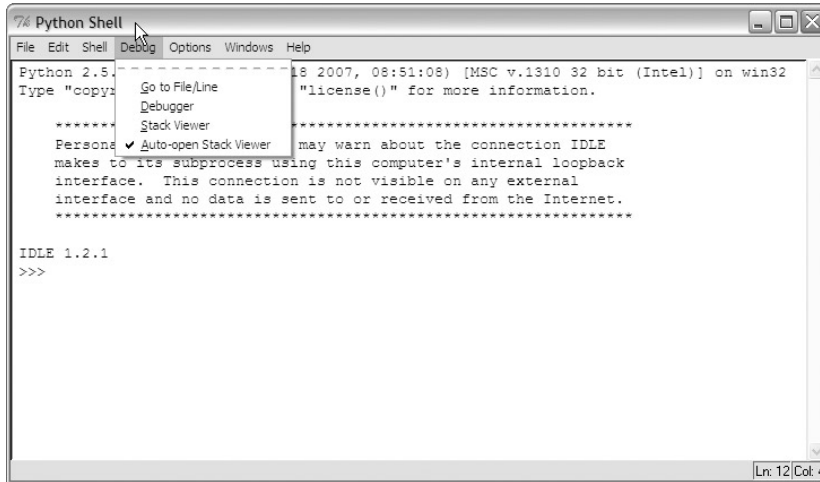 Python Shell
File Edit Shell Debug Options Windows Help
Python 2.5. 18 2007, 08:51:08) [MSC v.1310 32 bit (Intel)] on win32
Type "copyr "license()" for more information.
Go to File/Line
Debugger
Stack Viewer
✔ Auto-open Stack Viewer
****************************************************************
Persona may warn about the connection IDLE
makes to its subprocess using this computer's internal loopback
interface. This connection is not visible on any external
interface and no data is sent to or received from the Internet.
****************************************************************
IDLE 1.2.1
>>>
Ln: 12 Col: 4